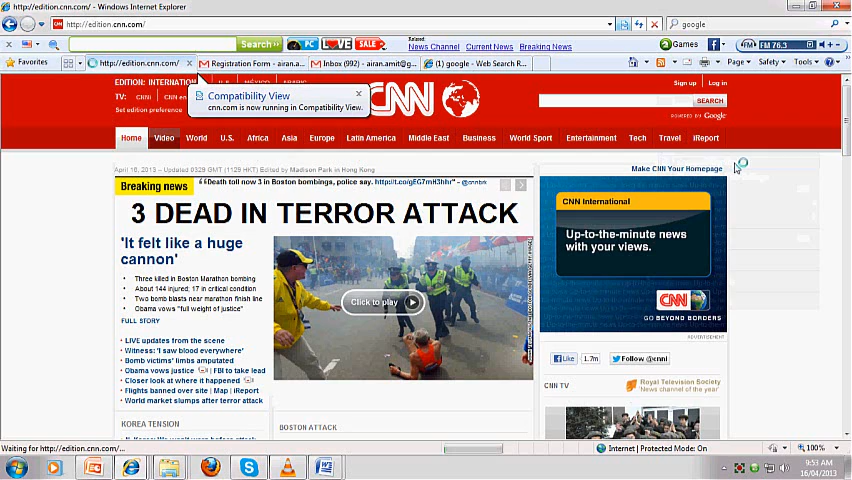 http://edition.cnn.com/ - Windows Internet Explorer
http://edition.cnn.com/
google
Search
PC
LOVE
SALE
Related
News Channel Current News Breaking News
Games
FM 76.3
Favorites
http://edition.cnn.com/
Registration Form - airan.a...
Inbox (992) - airan.amit@g...
(1) google - Web Search R...
Page Safety Tools
EDITION: INTERNATION
U.S. MÉXICO ARABIC
TV: CNNi CNN en
Set edition preference
Compatibility View
cnn.com is now running in Compatibility View.
CNN
Sign up Log in
SEARCH
POWERED BY Google
Home Video World U.S. Africa Asia Europe Latin America Middle East Business World Sport Entertainment Tech Travel iReport
April 16, 2013 -- Updated 0329 GMT (1129 HKT) Edited by Madison Park in Hong Kong
Make CNN Your Homepage
Breaking news
"Death toll now 3 in Boston bombings, police say. http://t.co/gEG7mH3hhr" - @cnnbrk
3 DEAD IN TERROR ATTACK
'It felt like a huge
cannon'
Three killed in Boston Marathon bombing
About 144 injured; 17 in critical condition
Two bomb blasts near marathon finish line
Obama vows "full weight of justice"
FULL STORY
Click to play
LIVE updates from the scene
Witness: 'I saw blood everywhere'
Bomb victims' limbs amputated
Obama vows justice | FBI to take lead
Closer look at where it happened
Flights banned over site | Map | iReport
World market slumps after terror attack
KOREA TENSION
BOSTON ATTACK
CNN International
Up-to-the-minute news
with your views.
CNN
GO BEYOND BORDERS
ADVERTISEMENT
Like 1.7m Follow @cnni
CNN TV
Royal Television Society
'News channel of the year'
Waiting for http://edition.cnn.com/
Internet | Protected Mode: On
100%
9:53 AM
16/04/2013